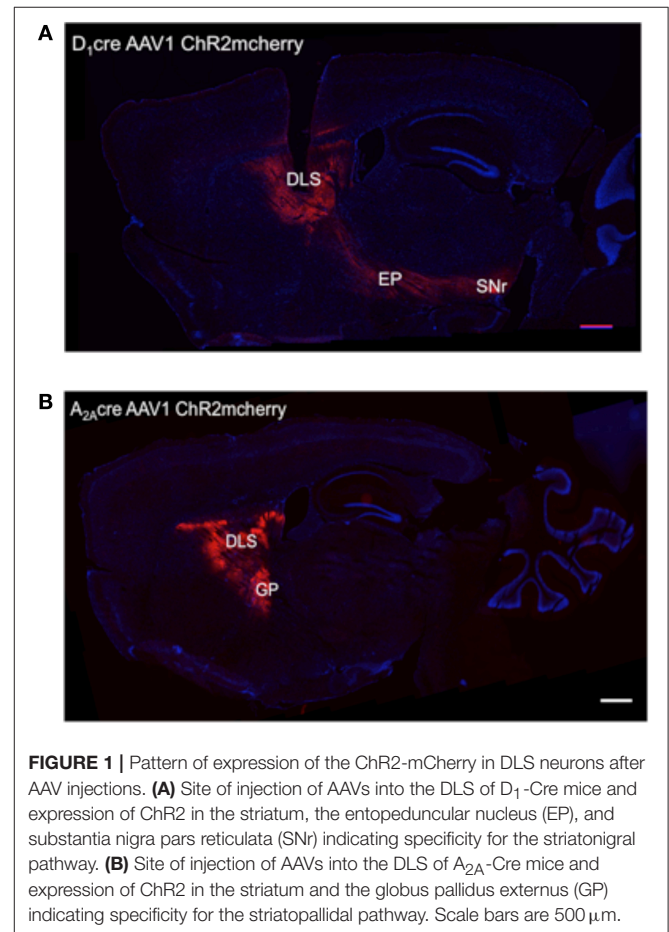 A
D₁cre AAV1 ChR2mcherry
DLS
EP
SNr
B
A₂ₐcre AAV1 ChR2mcherry
DLS
GP
FIGURE 1 | Pattern of expression of the ChR2-mCherry in DLS neurons after
AAV injections. (A) Site of injection of AAVs into the DLS of D₁-Cre mice and
expression of ChR2 in the striatum, the entopeduncular nucleus (EP), and
substantia nigra pars reticulata (SNr) indicating specificity for the striatonigral
pathway. (B) Site of injection of AAVs into the DLS of A₂ₐ-Cre mice and
expression of ChR2 in the striatum and the globus pallidus externus (GP)
indicating specificity for the striatopallidal pathway. Scale bars are 500 μm.